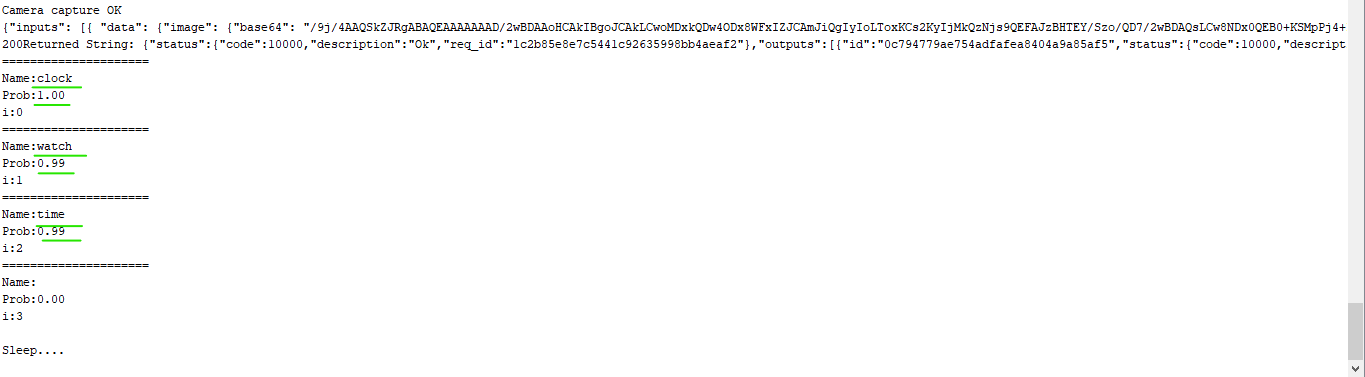 Camera capture OK
{"inputs": [{ "data": {"image": {"base64": "/9j/4AAQSkZJRgABAQEAAAAAAAD/2wBDAAoHCAkIBgoJCAkLCwoMDxkQDw4ODx8WFxIZJCAmJiQgIyIoLToxKCs2KyIjMkQzNjs9QEFAJzBHTEY/Szo/QD7/2wBDAQsLCw8NDx0QEB0+KSMpPj4+
200Returned String: {"status":{"code":10000,"description":"Ok","req_id":"1c2b85e8e7c5441c92635998bb4aeaf2"},"outputs":[{"id":"0c794779ae754adfafea8404a9a85af5","status":{"code":10000,"descript
=====================
Name:clock
Prob:1.00
i:0
=====================
Name:watch
Prob:0.99
i:1
=====================
Name:time
Prob:0.99
i:2
=====================
Name:
Prob:0.00
i:3
Sleep....